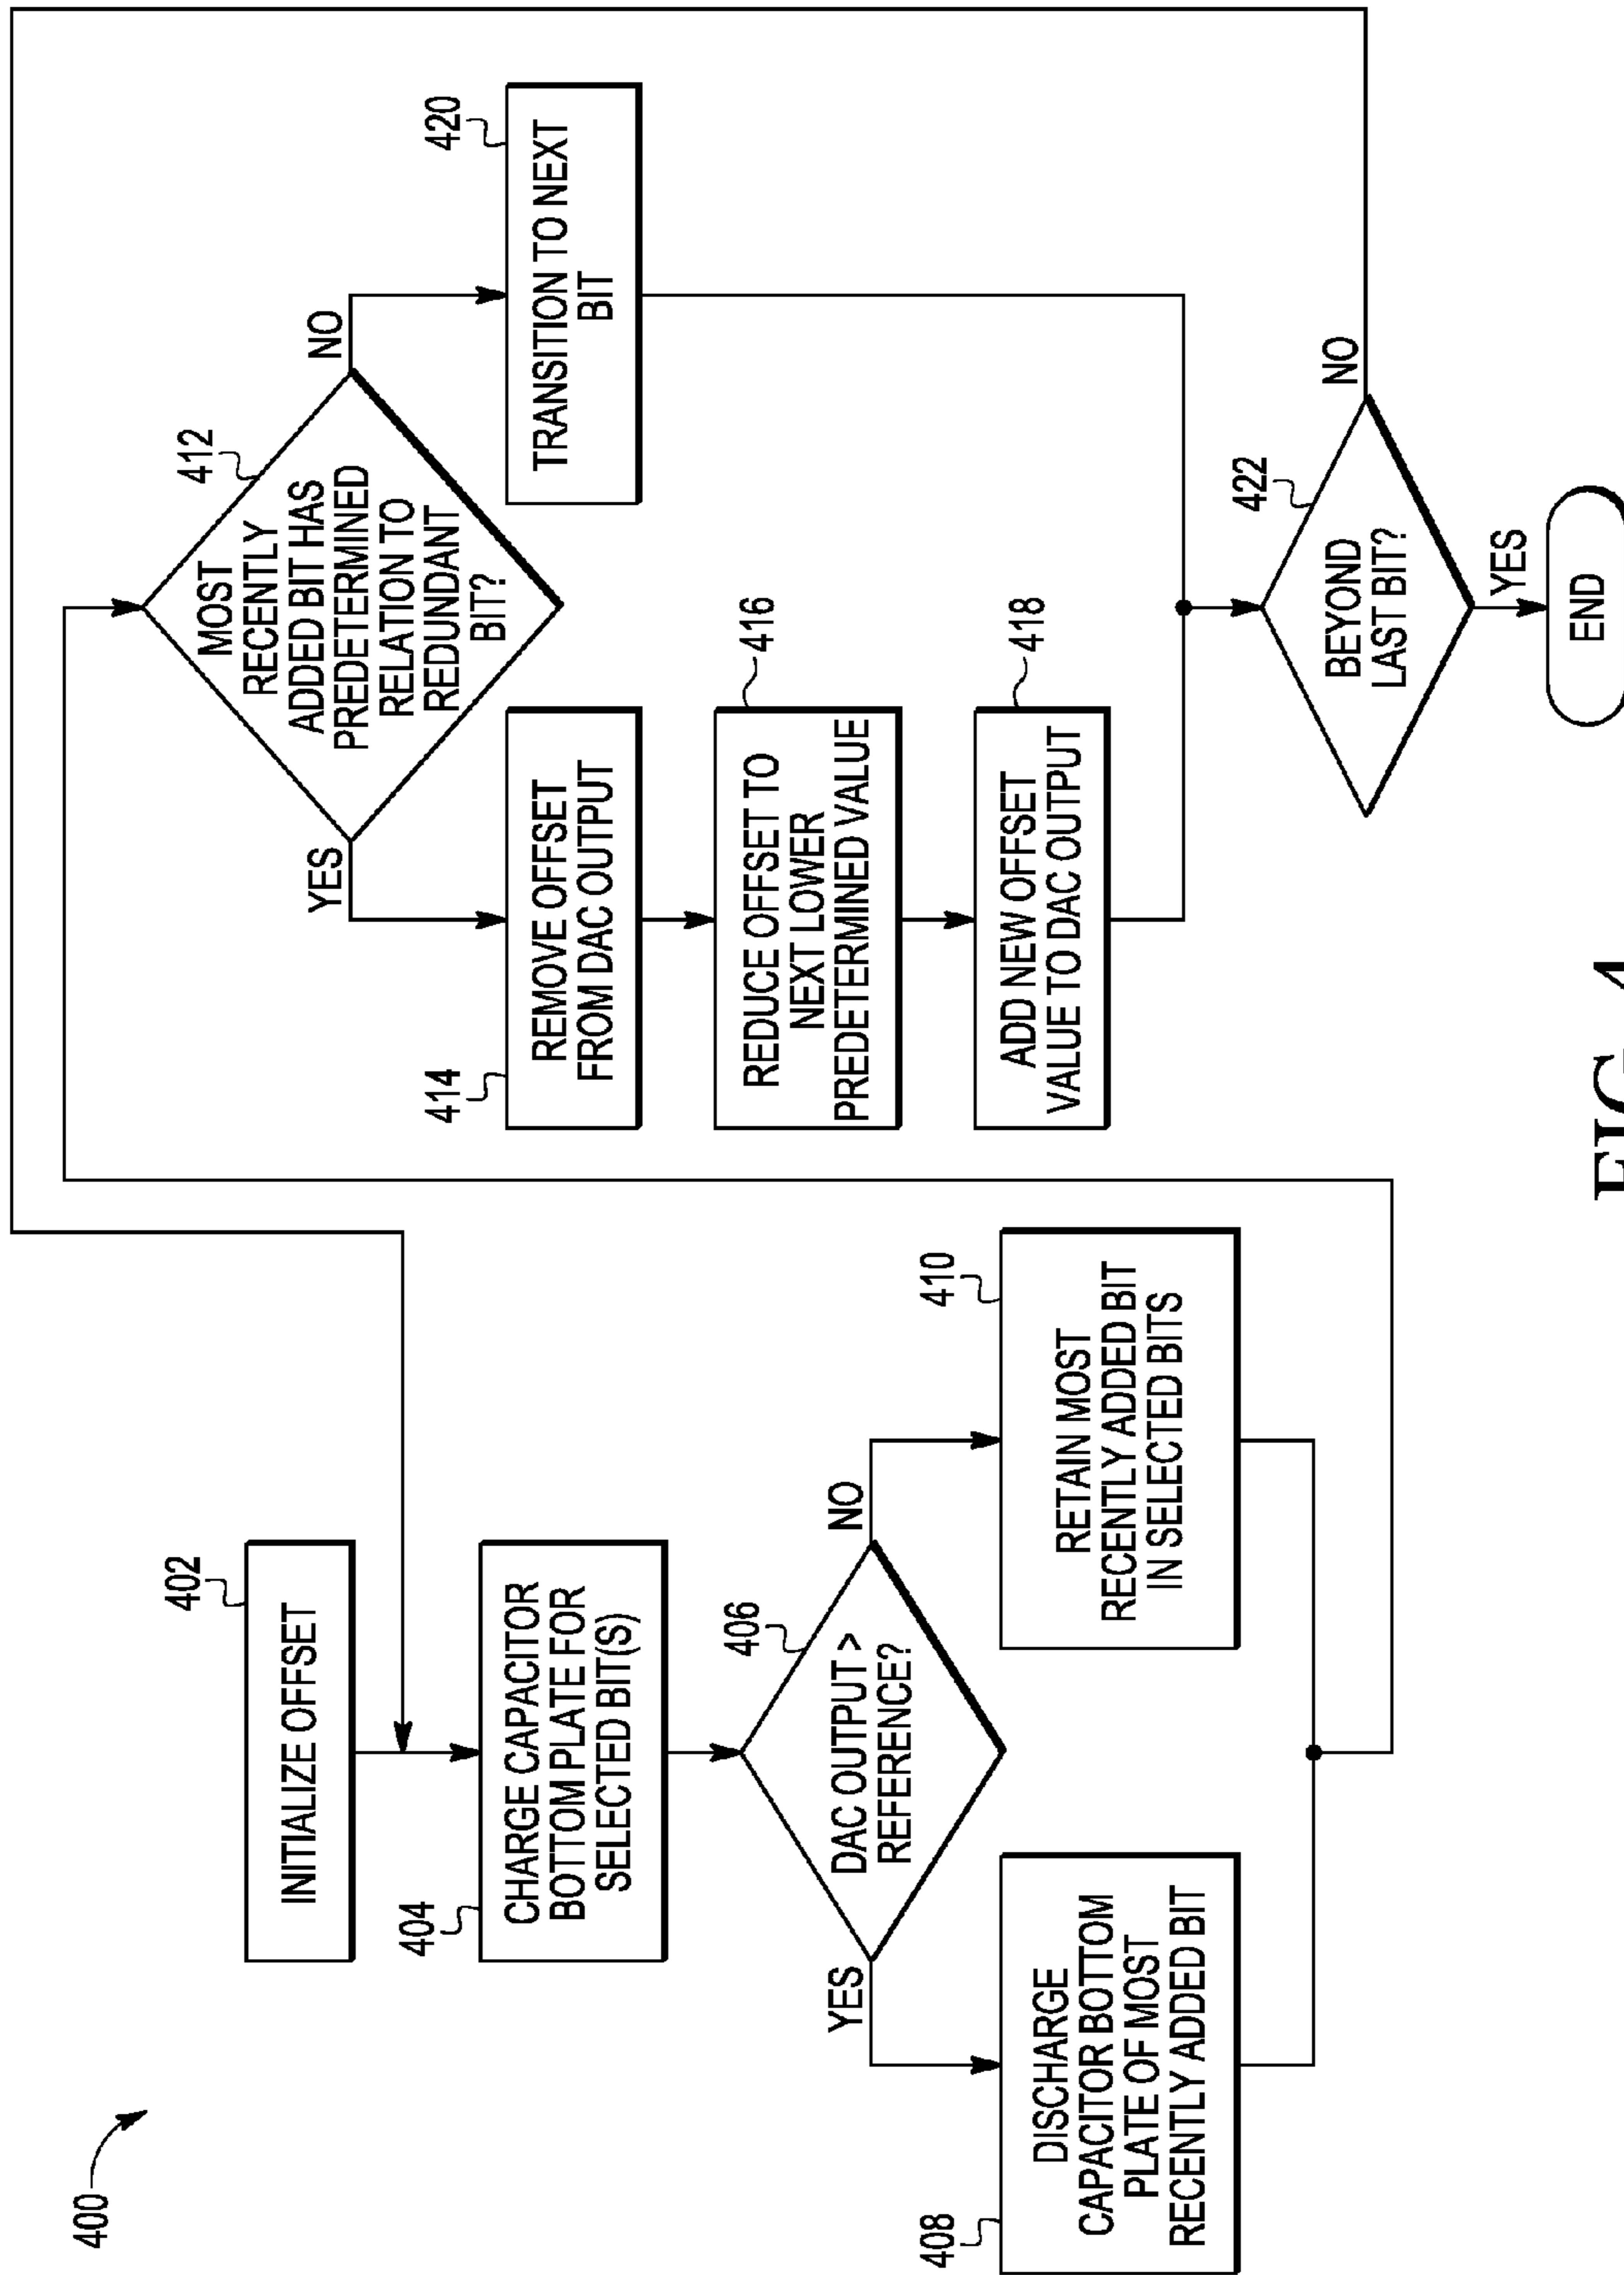 400
402
INITIALIZE OFFSET
404
CHARGE CAPACITOR
BOTTOM PLATE FOR
SELECTED BIT(S)
406
DAC OUTPUT >
REFERENCE?
YES
NO
408
DISCHARGE
CAPACITOR BOTTOM
PLATE OF MOST
RECENTLY ADDED BIT
410
RETAIN MOST
RECENTLY ADDED BIT
IN SELECTED BITS
412
MOST
RECENTLY
ADDED BIT HAS
PREDETERMINED
RELATION TO
REDUNDANT
BIT?
YES
NO
414
REMOVE OFFSET
FROM DAC OUTPUT
416
REDUCE OFFSET TO
NEXT LOWER
PREDETERMINED VALUE
418
ADD NEW OFFSET
VALUE TO DAC OUTPUT
420
TRANSITION TO NEXT
BIT
422
BEYOND
LAST BIT?
NO
YES
END
FIG. 4